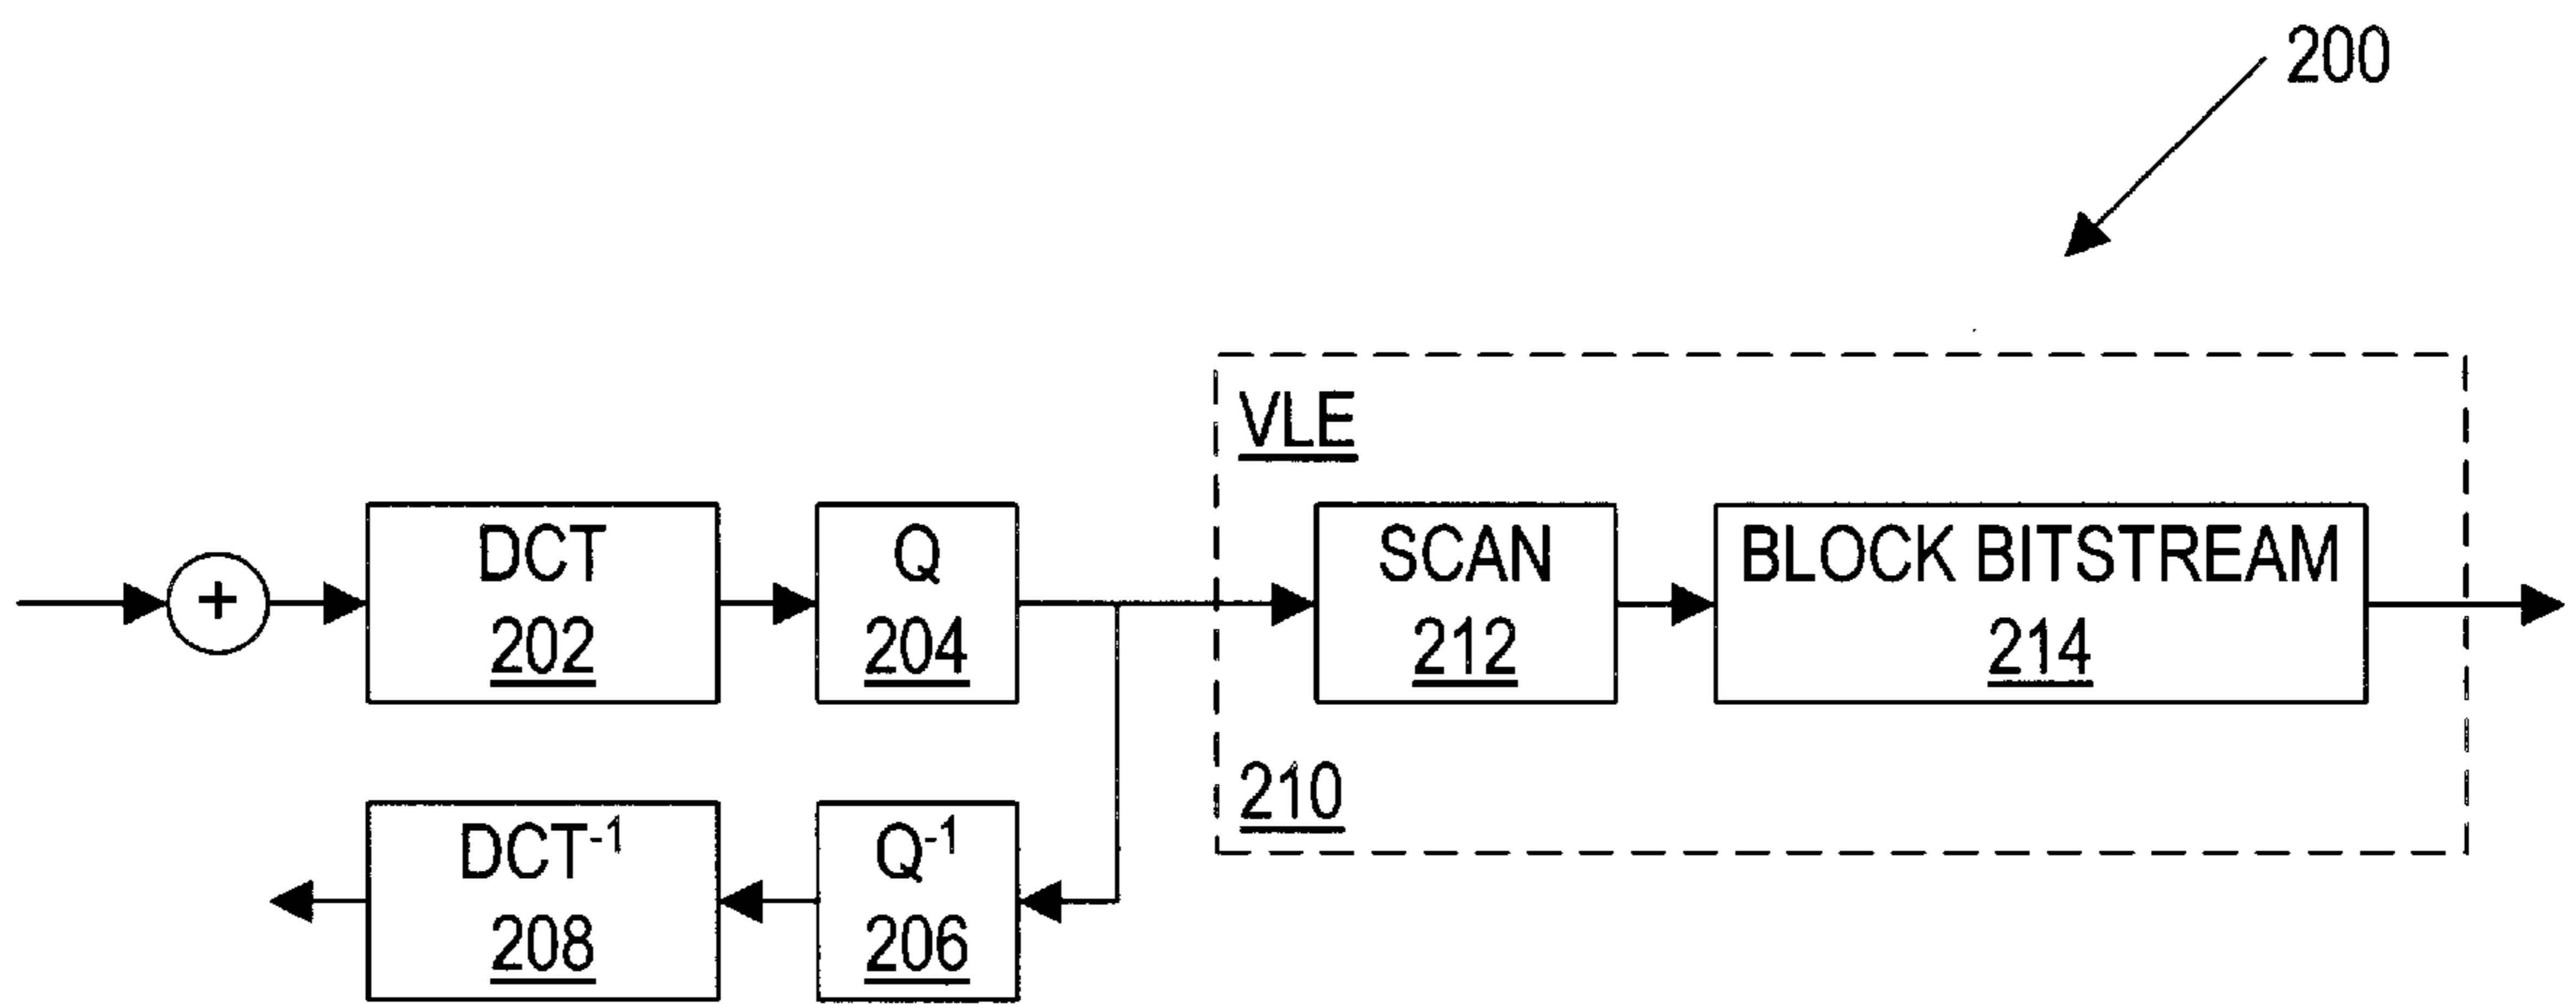 200
VLE
+
DCT
202
Q
204
SCAN
212
BLOCK BITSTREAM
214
210
DCT⁻¹
208
Q⁻¹
206